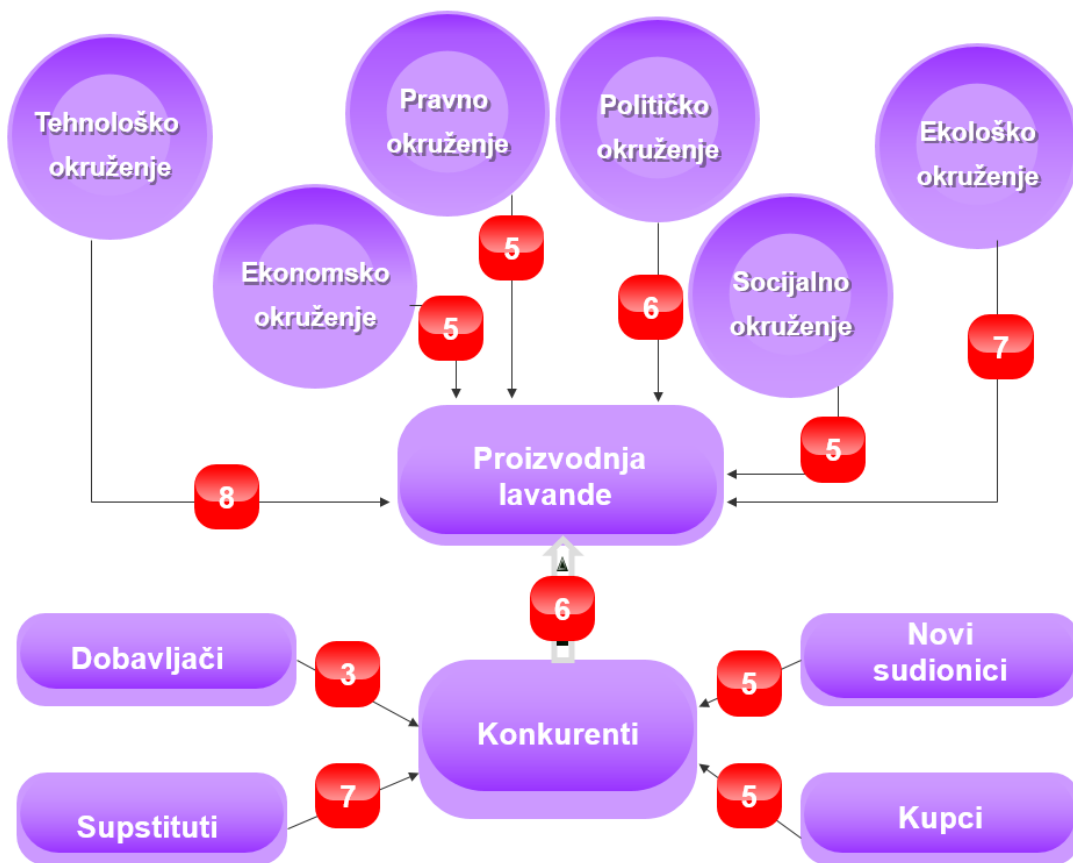 Tehnološko
okruženje
Pravno
okruženje
Političko
okruženje
Ekološko
okruženje
Ekonomsko
okruženje
Socijalno
okruženje
5
5
6
7
5
8
Proizvodnja
lavande
6
Dobavljači
3
Novi
sudionici
5
Konkurenti
Supstituti
7
5
Kupci